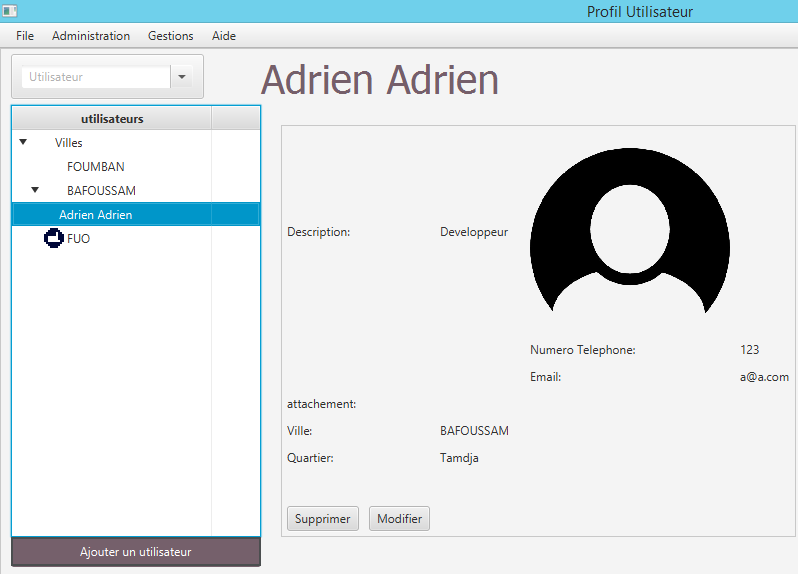 Profil Utilisateur
File Administration Gestions Aide
Utilisateur
Adrien Adrien
utilisateurs
Villes
FOUMBAN
BAFOUSSAM
Adrien Adrien
FUO
Description: Developpeur
Numero Telephone: 123
Email: a@a.com
attachement:
Ville: BAFOUSSAM
Quartier: Tamdja
Supprimer Modifier
Ajouter un utilisateur